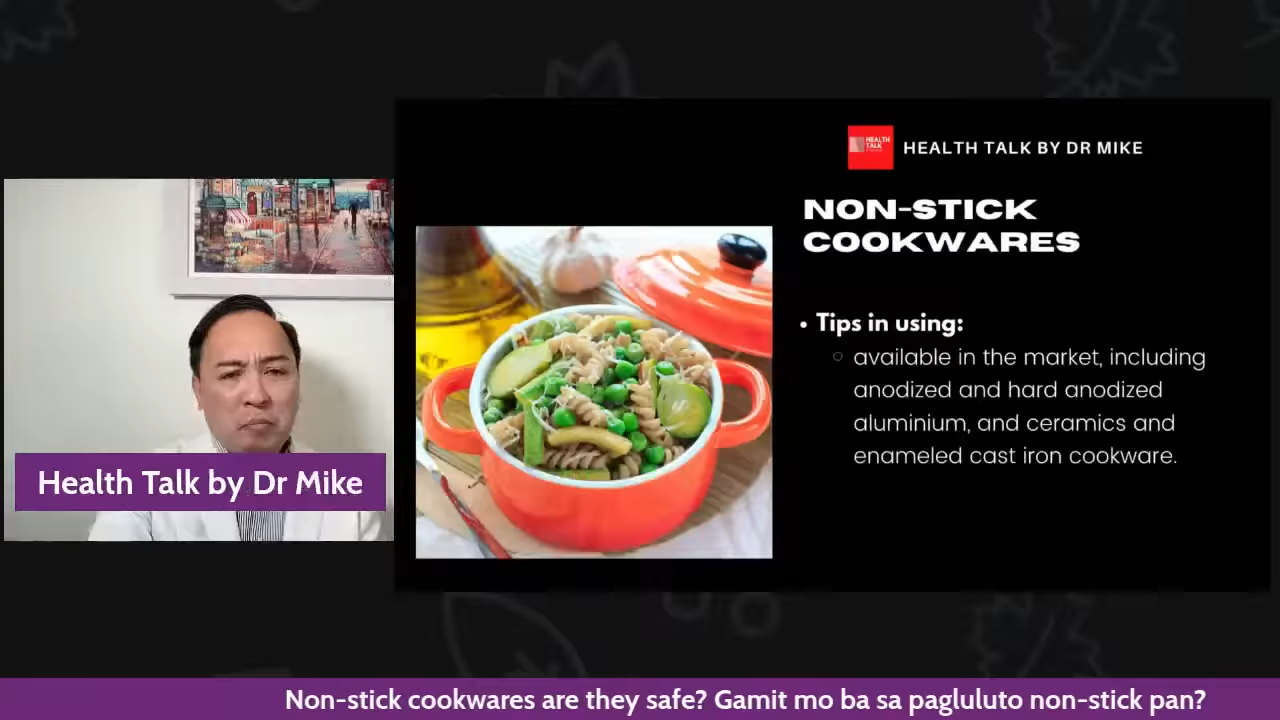 HEALTH TALK
HEALTH TALK BY DR MIKE
NON-STICK
COOKWARES
• Tips in using:
○ available in the market, including
anodized and hard anodized
aluminium, and ceramics and
enameled cast iron cookware.
Health Talk by Dr Mike
Non-stick cookwares are they safe? Gamit mo ba sa pagluluto non-stick pan?